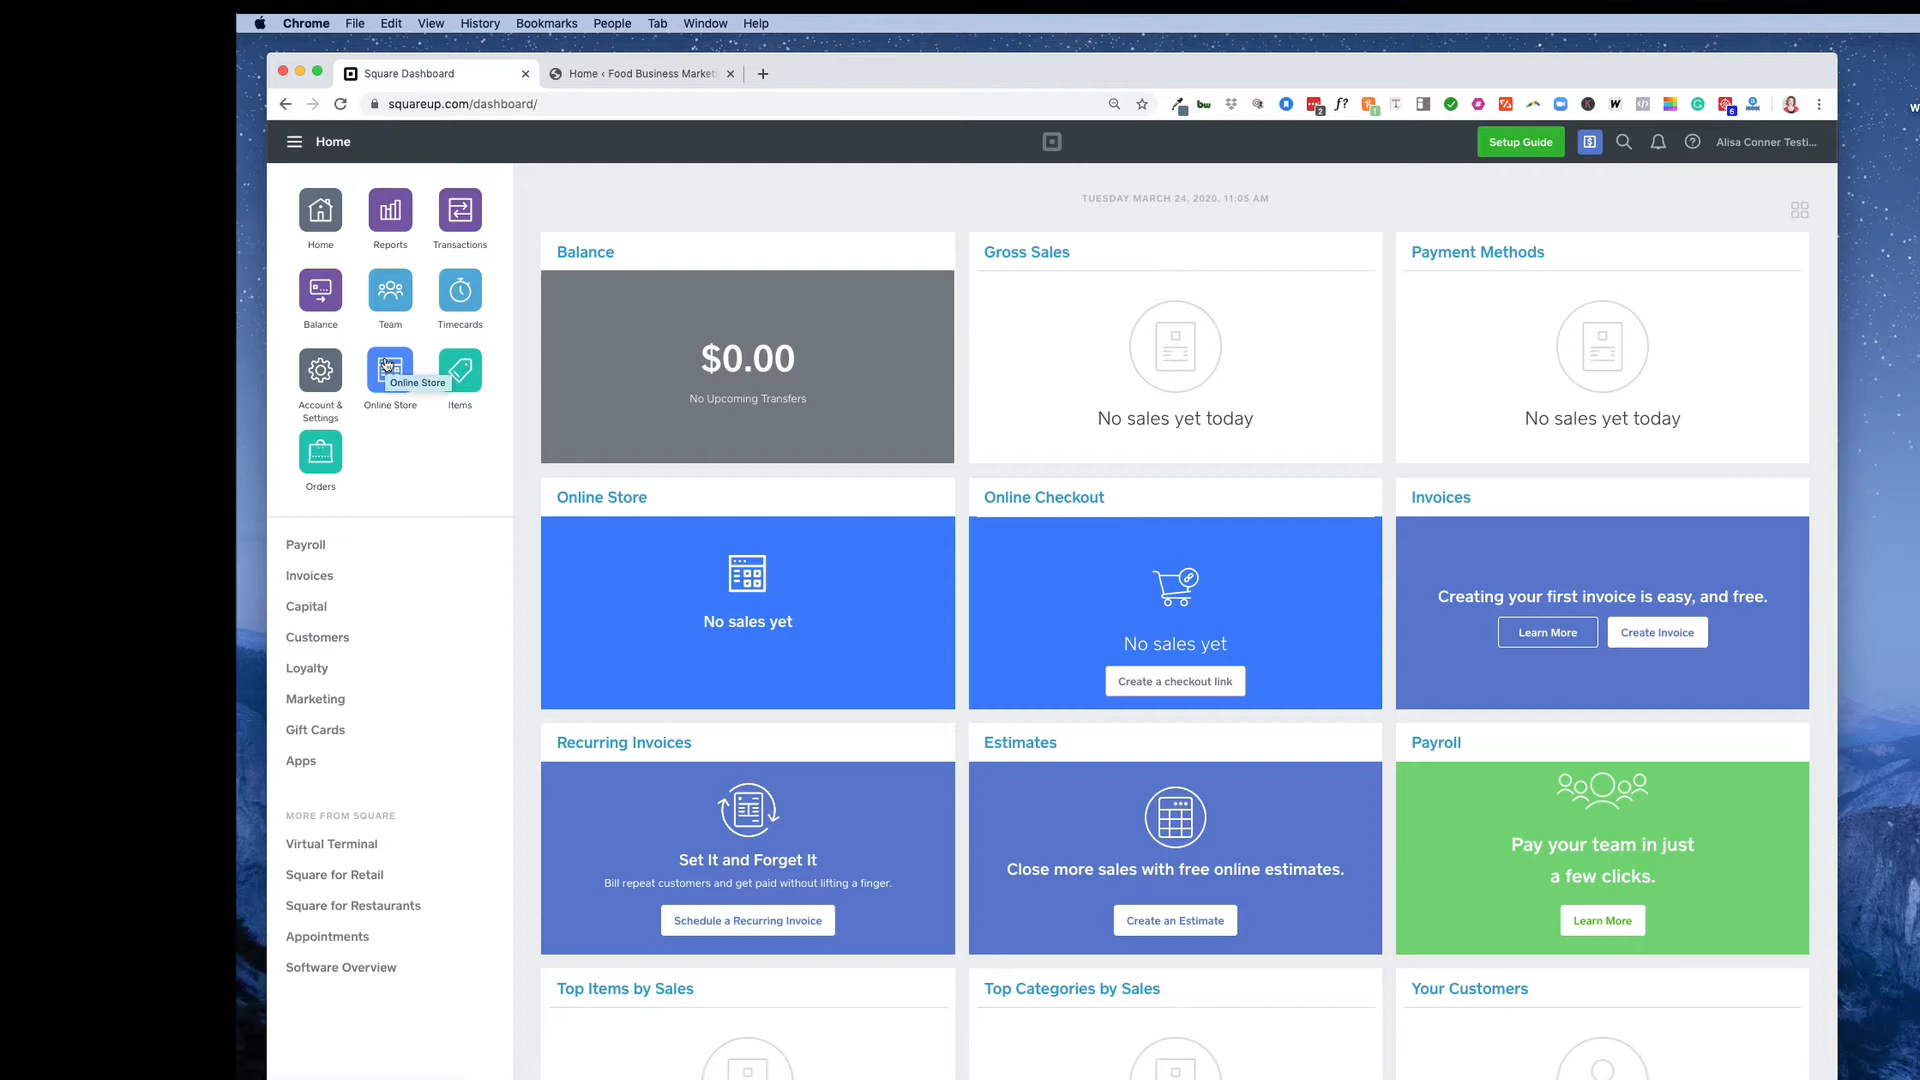 Chrome File Edit View History Bookmarks People Tab Window Help
Square Dashboard
Home ‹ Food Business Market
squareup.com/dashboard/
Home
Setup Guide
Alisa Conner Testi...
Home
Reports
Transactions
Balance
Team
Timecards
Online Store
Account &
Settings
Online Store
Items
Orders
Payroll
Invoices
Capital
Customers
Loyalty
Marketing
Gift Cards
Apps
MORE FROM SQUARE
Virtual Terminal
Square for Retail
Square for Restaurants
Appointments
Software Overview
TUESDAY MARCH 24, 2020, 11:05 AM
Balance
$0.00
No Upcoming Transfers
Gross Sales
No sales yet today
Payment Methods
No sales yet today
Online Store
No sales yet
Online Checkout
No sales yet
Create a checkout link
Invoices
Creating your first invoice is easy, and free.
Learn More
Create Invoice
Recurring Invoices
Set It and Forget It
Bill repeat customers and get paid without lifting a finger.
Schedule a Recurring Invoice
Estimates
Close more sales with free online estimates.
Create an Estimate
Payroll
Pay your team in just
a few clicks.
Learn More
Top Items by Sales
Top Categories by Sales
Your Customers